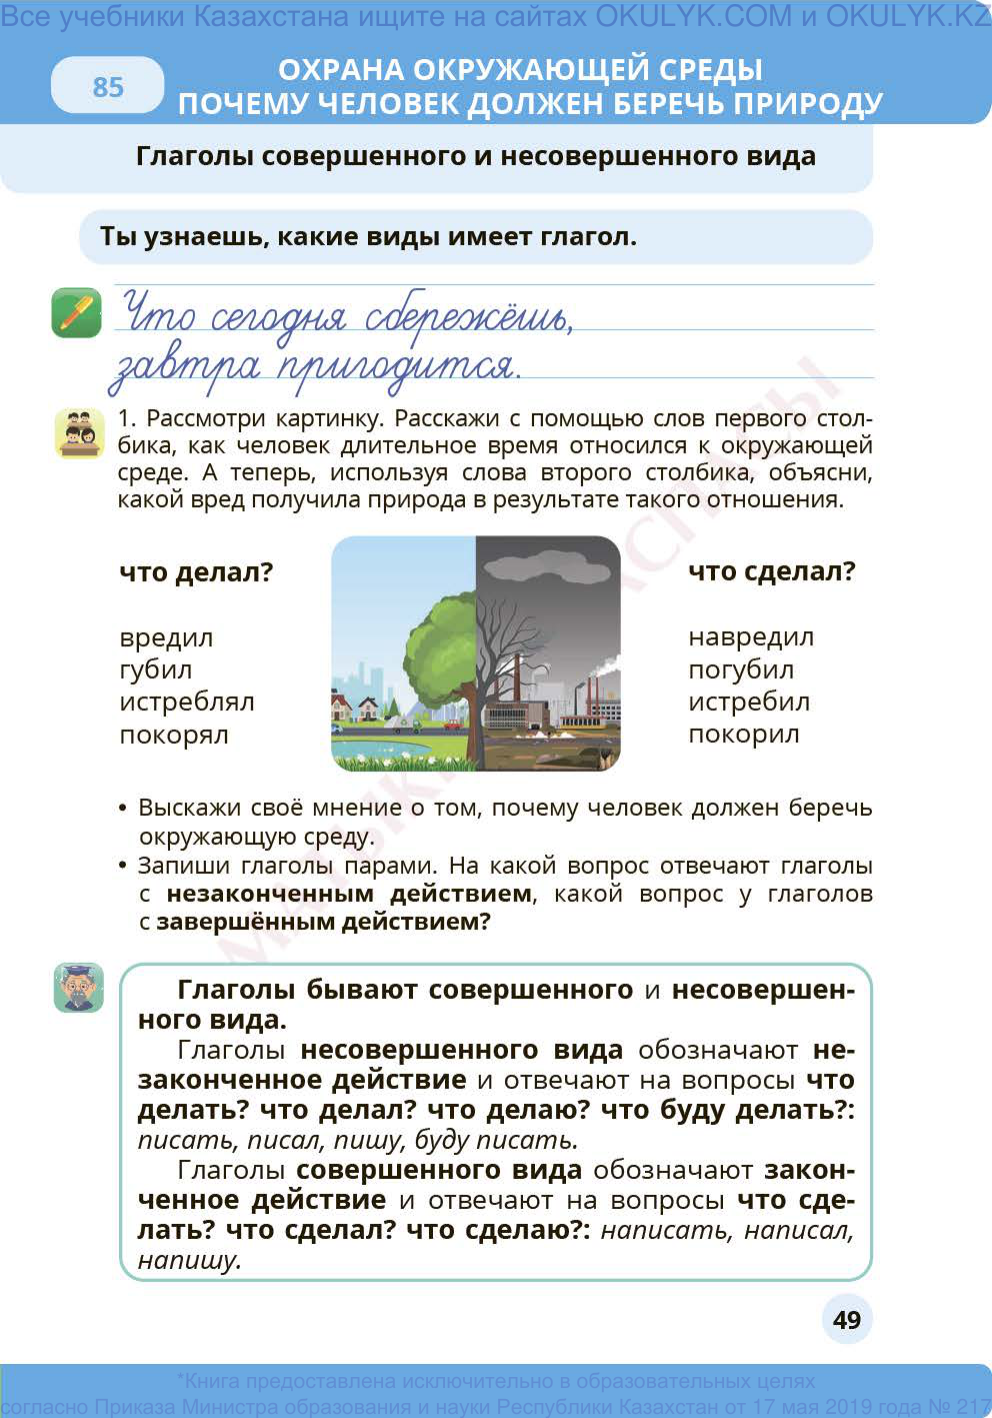 Все учебники Казахстана ищите на сайтах OKULYK.COM и OKULYK.KZ
85
ОХРАНА ОКРУЖАЮЩЕЙ СРЕДЫ
ПОЧЕМУ ЧЕЛОВЕК ДОЛЖЕН БЕРЕЧЬ ПРИРОДУ
Глаголы совершенного и несовершенного вида
Ты узнаешь, какие виды имеет глагол.
Что сегодня сбережёшь,
завтра пригодится.
1. Рассмотри картинку. Расскажи с помощью слов первого стол-
бика, как человек длительное время относился к окружающей
среде. А теперь, используя слова второго столбика, объясни,
какой вред получила природа в результате такого отношения.
что делал?
вредил
губил
истреблял
покорял
что сделал?
навредил
погубил
истребил
покорил
• Выскажи своё мнение о том, почему человек должен беречь
окружающую среду.
• Запиши глаголы парами. На какой вопрос отвечают глаголы
с незаконченным действием, какой вопрос у глаголов
с завершённым действием?
Глаголы бывают совершенного и несовершен-
ного вида.
Глаголы несовершенного вида обозначают не-
законченное действие и отвечают на вопросы что
делать? что делал? что делаю? что буду делать?:
писать, писал, пишу, буду писать.
Глаголы совершенного вида обозначают закон-
ченное действие и отвечают на вопросы что сде-
лать? что сделал? что сделаю?: написать, написал,
напишу.
49
*Книга предоставлена исключительно в образовательных целях
согласно Приказа Министра образования и науки Республики Казахстан от 17 мая 2019 года № 217